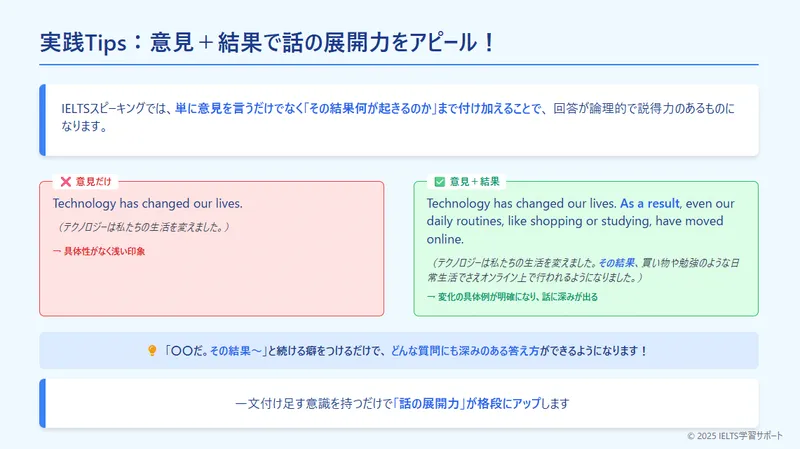 実践Tips：意見＋結果で話の展開力をアピール！
IELTSスピーキングでは、単に意見を言うだけでなく「その結果何が起きるのか」まで付け加えることで、回答が論理的で説得力のあるものに
なります。
❌ 意見だけ
Technology has changed our lives.
（テクノロジーは私たちの生活を変えました。）
→ 具体性がなく浅い印象
✅ 意見＋結果
Technology has changed our lives. As a result, even our
daily routines, like shopping or studying, have moved
online.
（テクノロジーは私たちの生活を変えました。その結果、買い物や勉強のような日
常生活でさえオンライン上で行われるようになりました。）
→ 変化の具体例が明確になり、話に深みが出る
💡 「〇〇だ。その結果〜」と続ける癖をつけるだけで、どんな質問にも深みのある答え方ができるようになります！
一文付け足す意識を持つだけで「話の展開力」が格段にアップします
© 2025 IELTS学習サポート